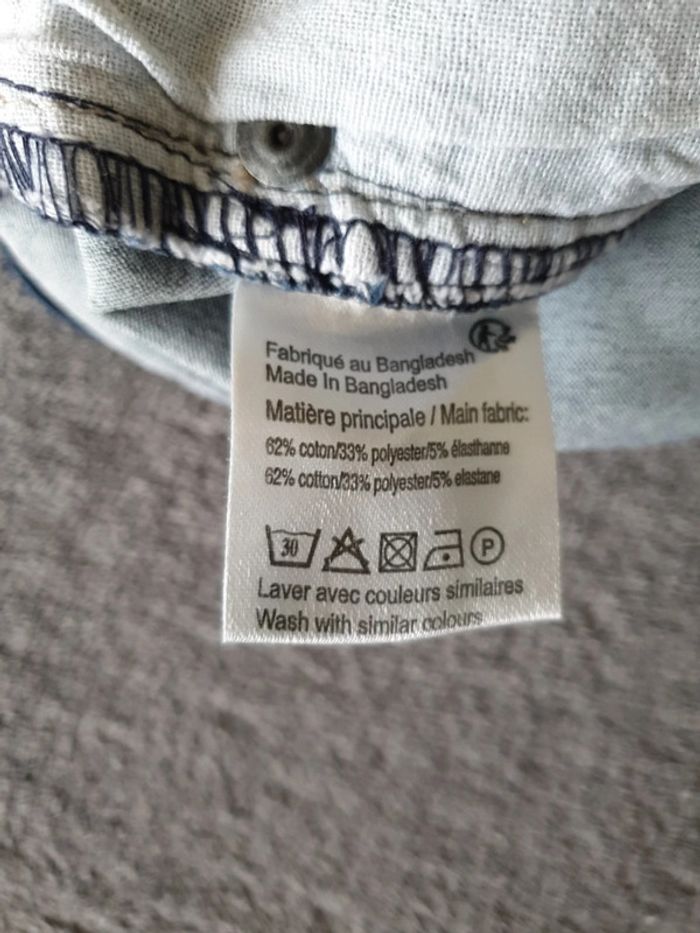 Fabriqué au Bangladesh
Made In Bangladesh
Matière principale / Main fabric:
62% coton/33% polyester/5% élasthanne
62% cotton/33% polyester/5% elastane
30
P
Laver avec couleurs similaires
Wash with similar colours